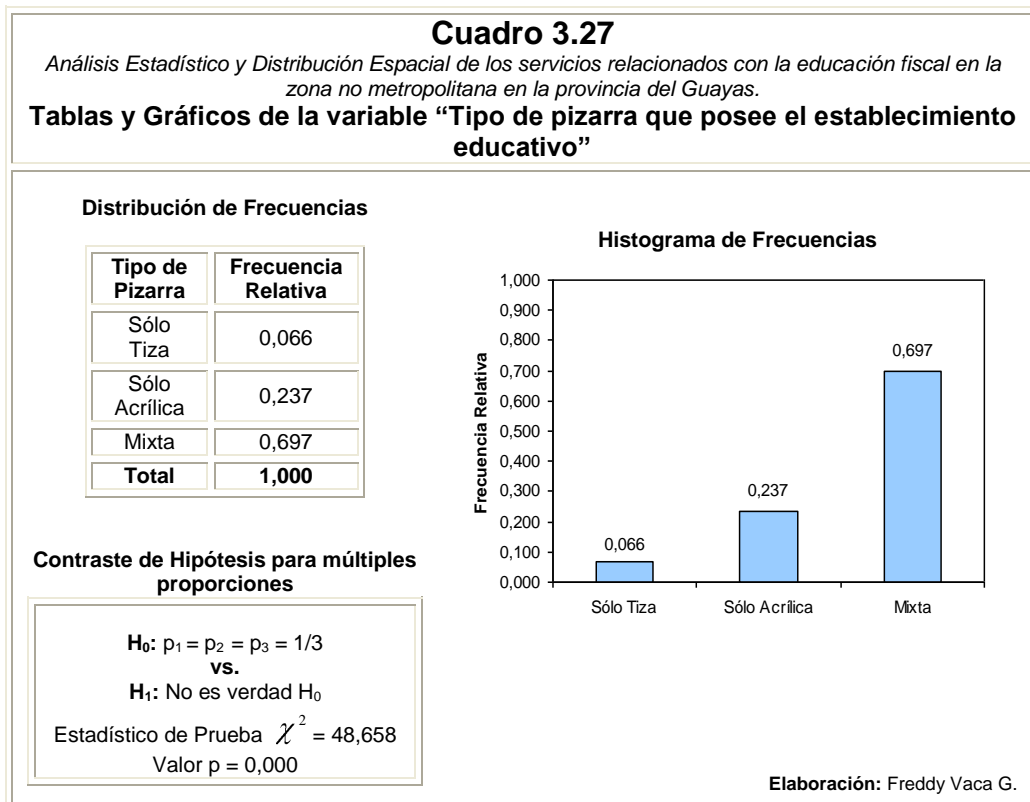 Cuadro 3.27
Análisis Estadístico y Distribución Espacial de los servicios relacionados con la educación fiscal en la
zona no metropolitana en la provincia del Guayas.
Tablas y Gráficos de la variable “Tipo de pizarra que posee el establecimiento
educativo”
Distribución de Frecuencias
Tipo de Pizarra Frecuencia Relativa
Sólo Tiza 0,066
Sólo Acrílica 0,237
Mixta 0,697
Total 1,000
Contraste de Hipótesis para múltiples
proporciones
H₀: p₁ = p₂ = p₃ = 1/3
vs.
H₁: No es verdad H₀
Estadístico de Prueba χ² = 48,658
Valor p = 0,000
Histograma de Frecuencias
Frecuencia Relativa
1,000
0,900
0,800
0,700
0,600
0,500
0,400
0,300
0,200
0,100
0,000
0,066
0,237
0,697
Sólo Tiza Sólo Acrílica Mixta
Elaboración: Freddy Vaca G.